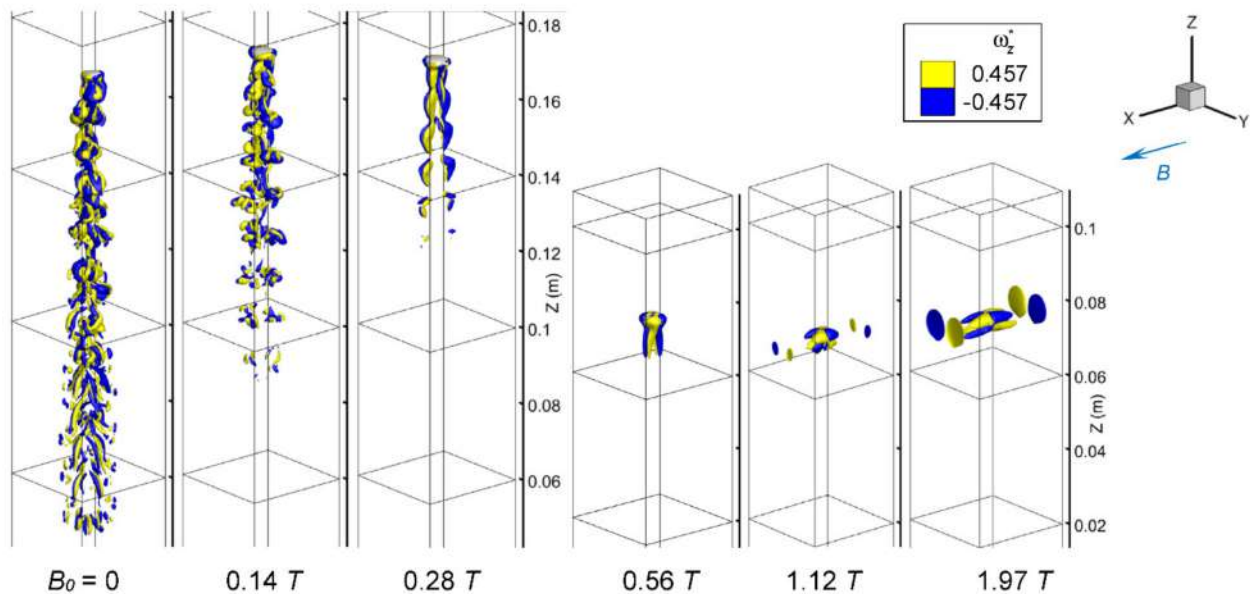 0.18
0.16
0.14
0.12
Z (m)
0.1
0.08
0.06
ω*z
0.457
-0.457
Z
X
Y
B
0.1
0.08
0.06
Z (m)
0.04
0.02
B0 = 0
0.14 T
0.28 T
0.56 T
1.12 T
1.97 T